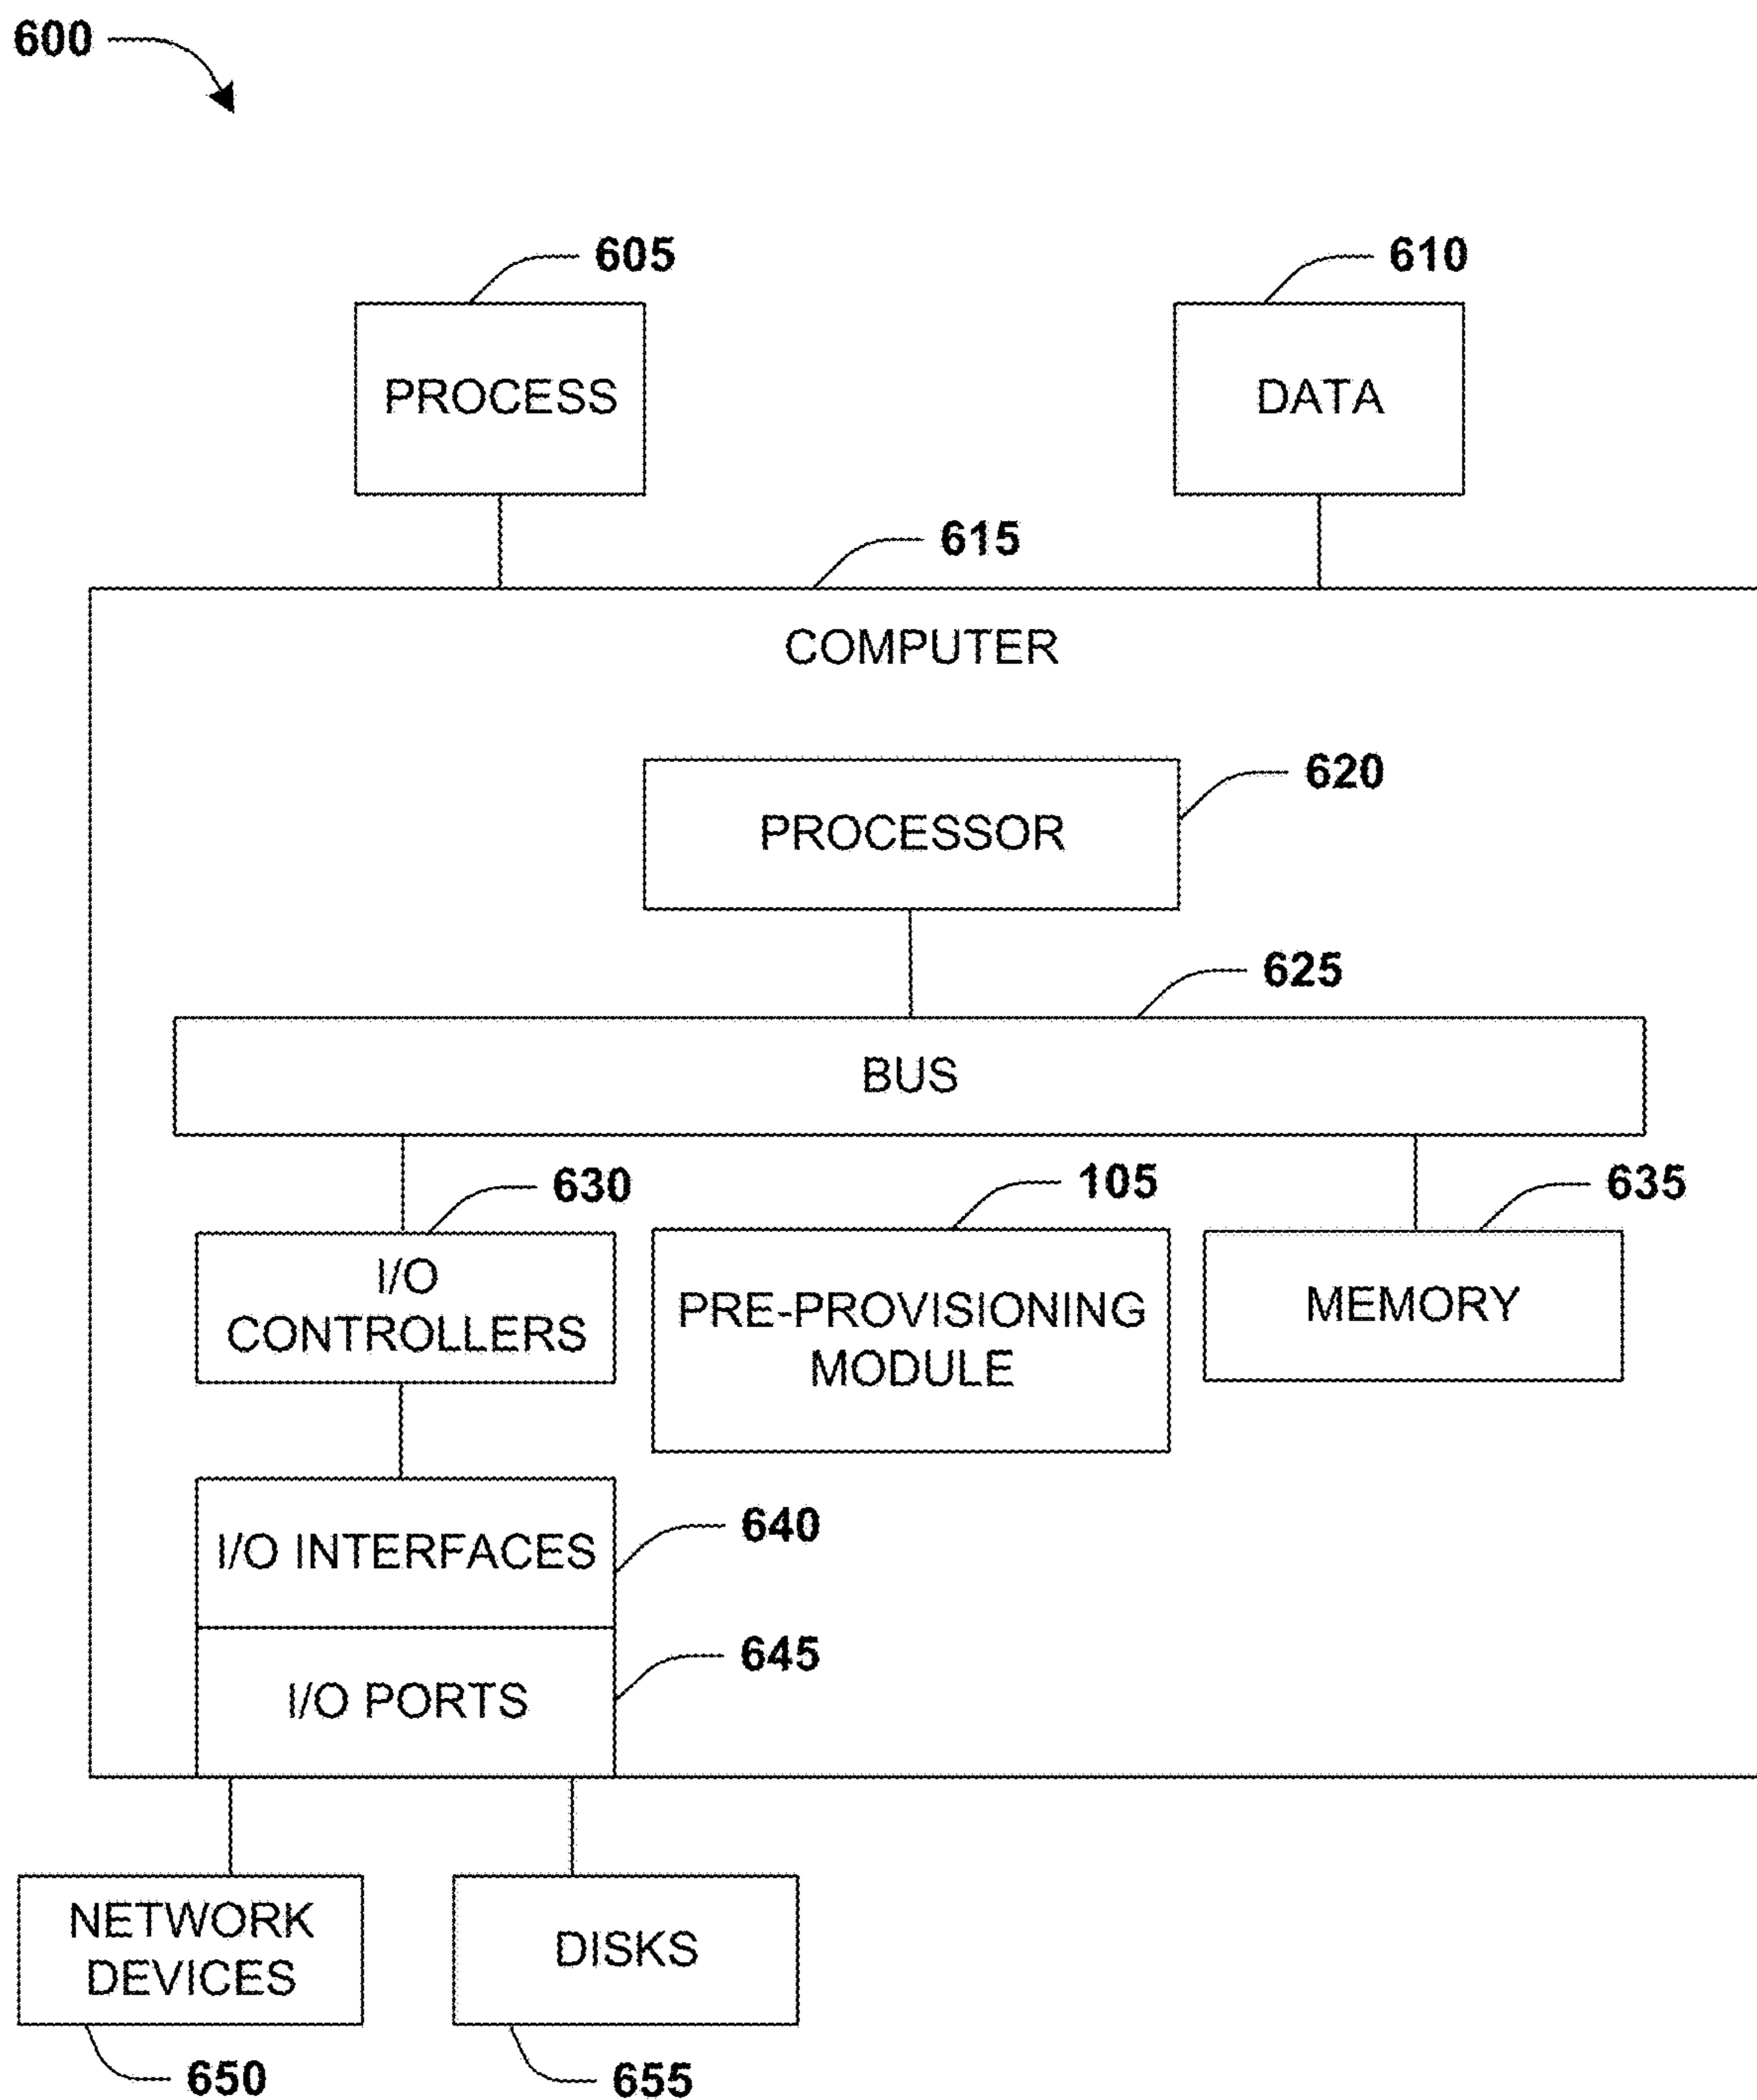 600
605
610
PROCESS
DATA
615
COMPUTER
620
PROCESSOR
625
BUS
630
105
635
I/O
CONTROLLERS
PRE-PROVISIONING
MODULE
MEMORY
640
I/O INTERFACES
645
I/O PORTS
NETWORK
DEVICES
DISKS
650
655